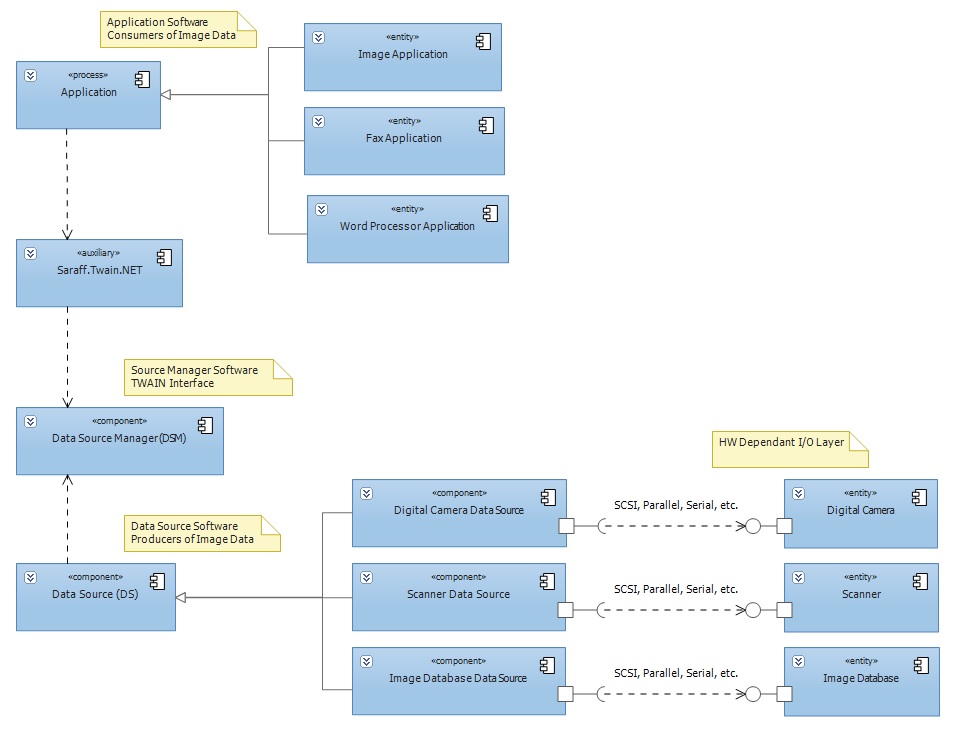 Application Software
Consumers of Image Data
«process»
Application
«entity»
Image Application
«entity»
Fax Application
«entity»
Word Processor Application
«auxiliary»
Saraff.Twain.NET
Source Manager Software
TWAIN Interface
«component»
Data Source Manager(DSM)
HW Dependant I/O Layer
Data Source Software
Producers of Image Data
«component»
Data Source (DS)
«component»
Digital Camera Data Source
SCSI, Parallel, Serial, etc.
«entity»
Digital Camera
«component»
Scanner Data Source
SCSI, Parallel, Serial, etc.
«entity»
Scanner
«component»
Image Database Data Source
SCSI, Parallel, Serial, etc.
«entity»
Image Database